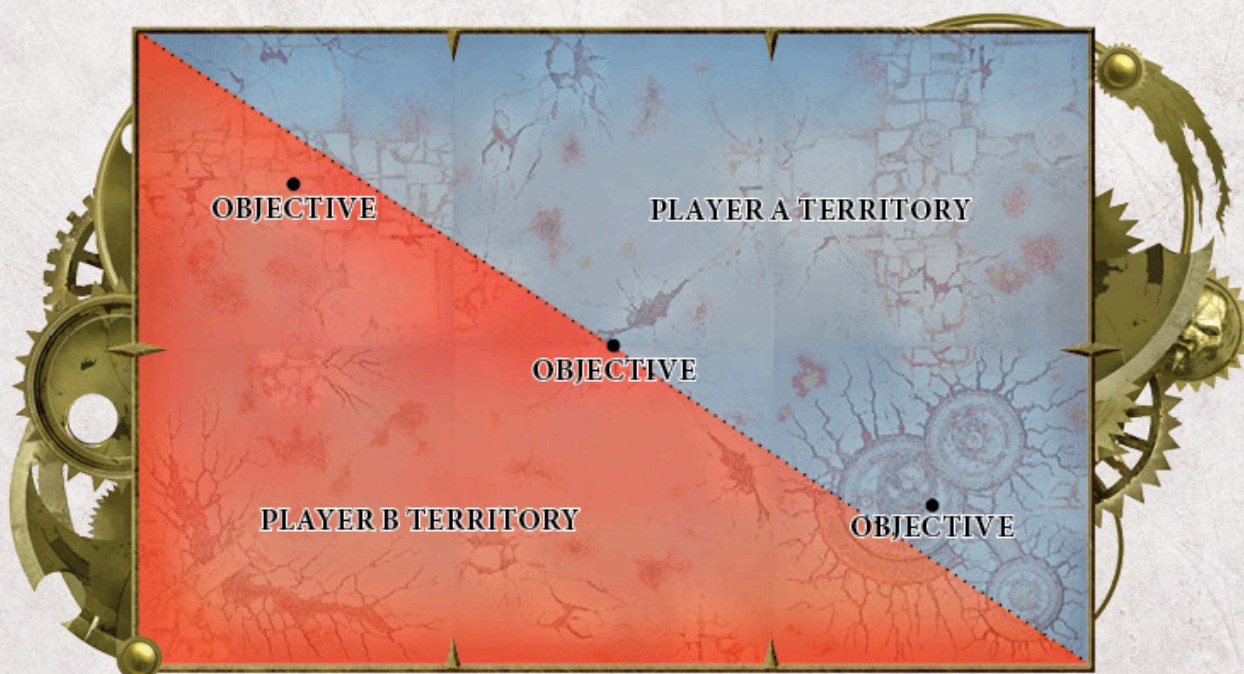 OBJECTIVE
PLAYER A TERRITORY
OBJECTIVE
PLAYER B TERRITORY
OBJECTIVE